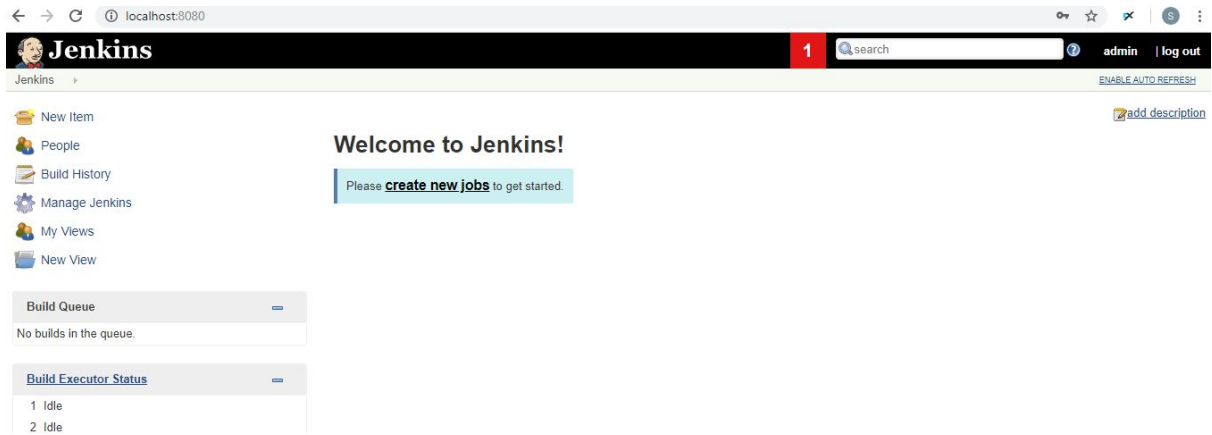 localhost:8080
S
Jenkins
1
search
admin | log out
Jenkins
ENABLE AUTO REFRESH
New Item
People
Build History
Manage Jenkins
My Views
New View
add description
Welcome to Jenkins!
Please create new jobs to get started.
Build Queue
No builds in the queue.
Build Executor Status
1 Idle
2 Idle